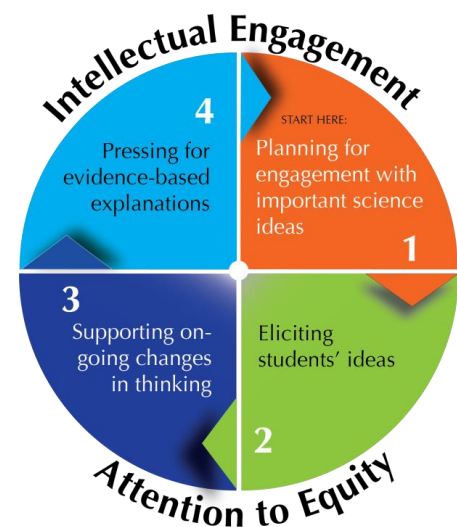 Intellectual Engagement
START HERE:
Planning for
engagement with
important science
ideas
1
Eliciting
students' ideas
2
3
Supporting on-
going changes
in thinking
4
Pressing for
evidence-based
explanations
Attention to Equity